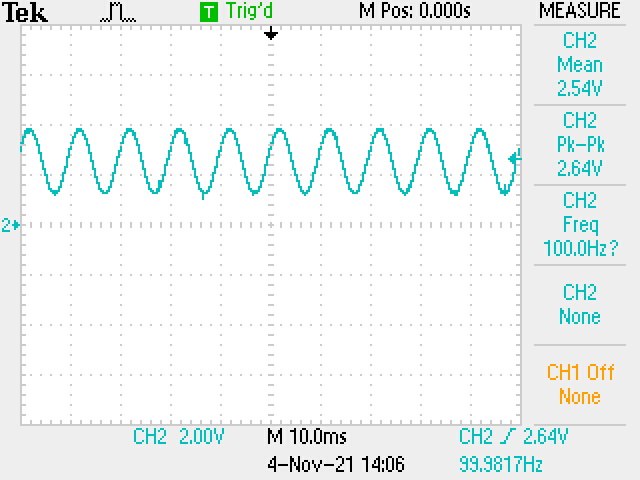 Tek T Trig'd M Pos: 0.000s MEASURE
CH2
Mean
2.54V
CH2
Pk-Pk
2.64V
CH2
Freq
100.0Hz?
CH2
None
CH1 Off
None
2
CH2 2.00V M 10.0ms CH2 2.64V
4-Nov-21 14:06 99.9817Hz